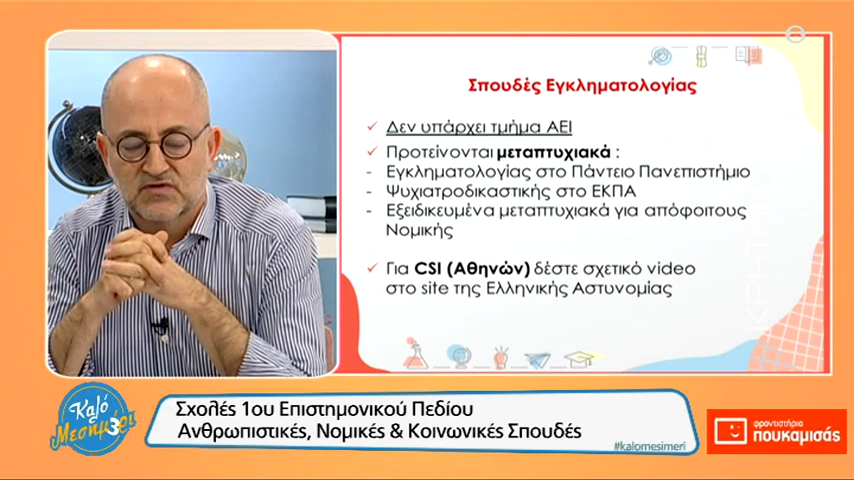 Σπουδές Εγκληματολογίας
✓ Δεν υπάρχει τμήμα ΑΕΙ
✓ Προτείνονται μεταπτυχιακά :
- Εγκληματολογίας στο Πάντειο Πανεπιστήμιο
- Ψυχιατροδικαστικής στο ΕΚΠΑ
- Εξειδικευμένα μεταπτυχιακά για απόφοιτους
Νομικής
✓ Για CSI (Αθηνών) δέστε σχετικό video
στο site της Ελληνικής Αστυνομίας
ΚΡΗΤΗ
Καλό
Μεσημέρι
3
Σχολές 1ου Επιστημονικού Πεδίου
Ανθρωπιστικές, Νομικές & Κοινωνικές Σπουδές
#kalomesimeri
φροντιστήρια
πουκαμισάς